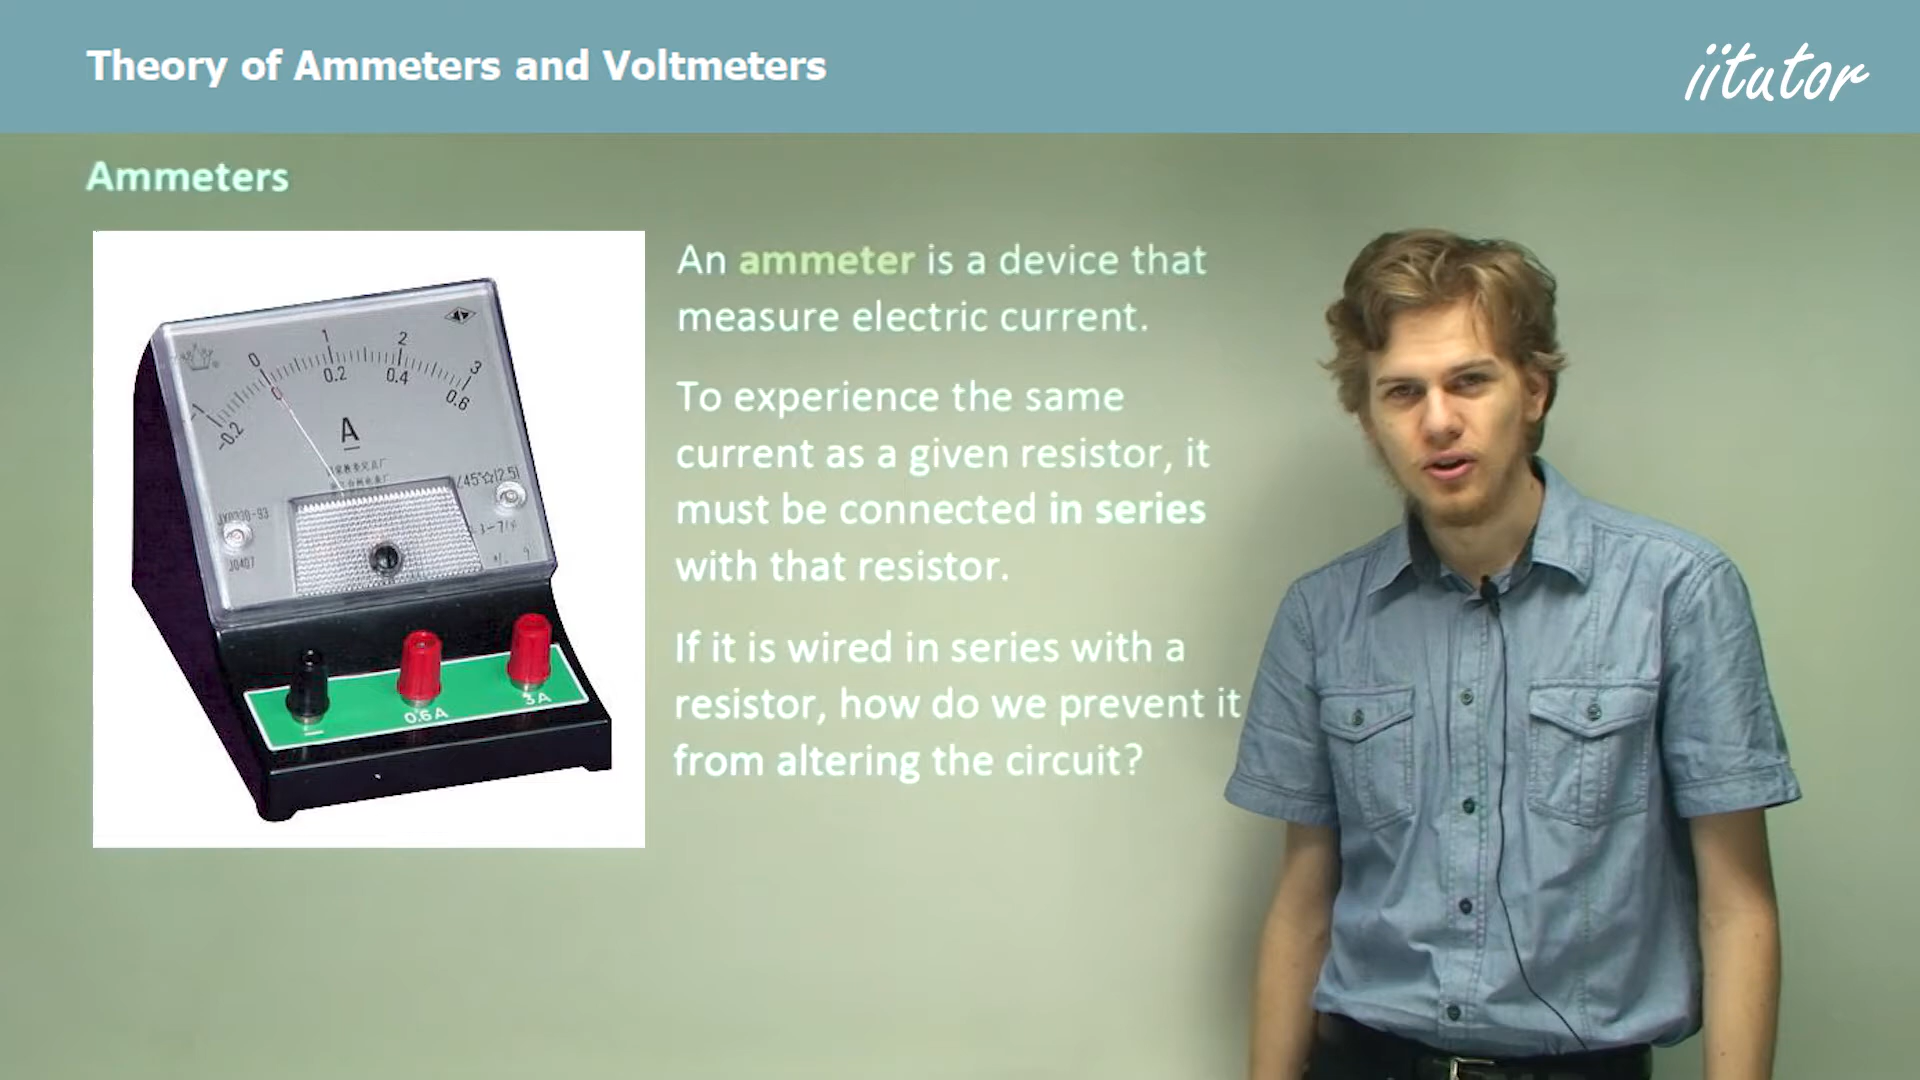 Theory of Ammeters and Voltmeters
iitutor
Ammeters
An ammeter is a device that
measure electric current.
To experience the same
current as a given resistor, it
must be connected in series
with that resistor.
If it is wired in series with a
resistor, how do we prevent it
from altering the circuit?
-1 0 1 2 3
-0.2 0 0.2 0.4 0.6
A
J0407
0.6A
3A